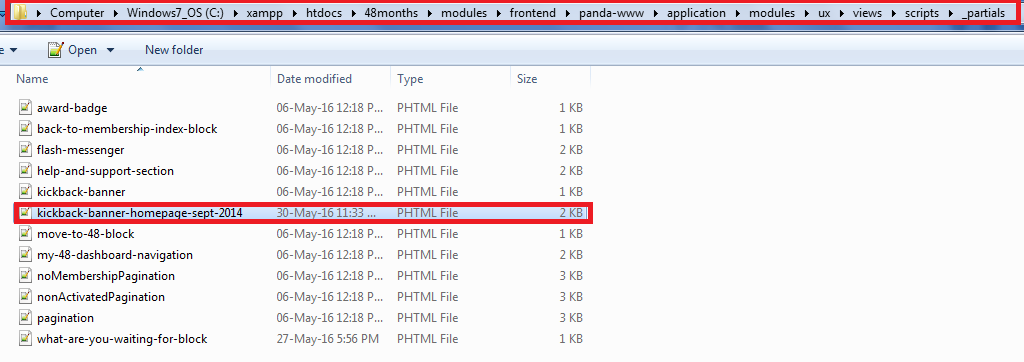 Computer Windows7_OS (C:) xampp htdocs 48months modules frontend panda-www application modules ux views scripts _partials
e Open New folder
Name Date modified Type Size
award-badge 06-May-16 12:18 P... PHTML File 1 KB
back-to-membership-index-block 06-May-16 12:18 P... PHTML File 1 KB
flash-messenger 06-May-16 12:18 P... PHTML File 2 KB
help-and-support-section 06-May-16 12:18 P... PHTML File 2 KB
kickback-banner 06-May-16 12:18 P... PHTML File 1 KB
kickback-banner-homepage-sept-2014 30-May-16 11:33 ... PHTML File 2 KB
move-to-48-block 06-May-16 12:18 P... PHTML File 1 KB
my-48-dashboard-navigation 06-May-16 12:18 P... PHTML File 2 KB
noMembershipPagination 06-May-16 12:18 P... PHTML File 3 KB
nonActivatedPagination 06-May-16 12:18 P... PHTML File 3 KB
pagination 06-May-16 12:18 P... PHTML File 3 KB
what-are-you-waiting-for-block 27-May-16 5:56 PM PHTML File 1 KB